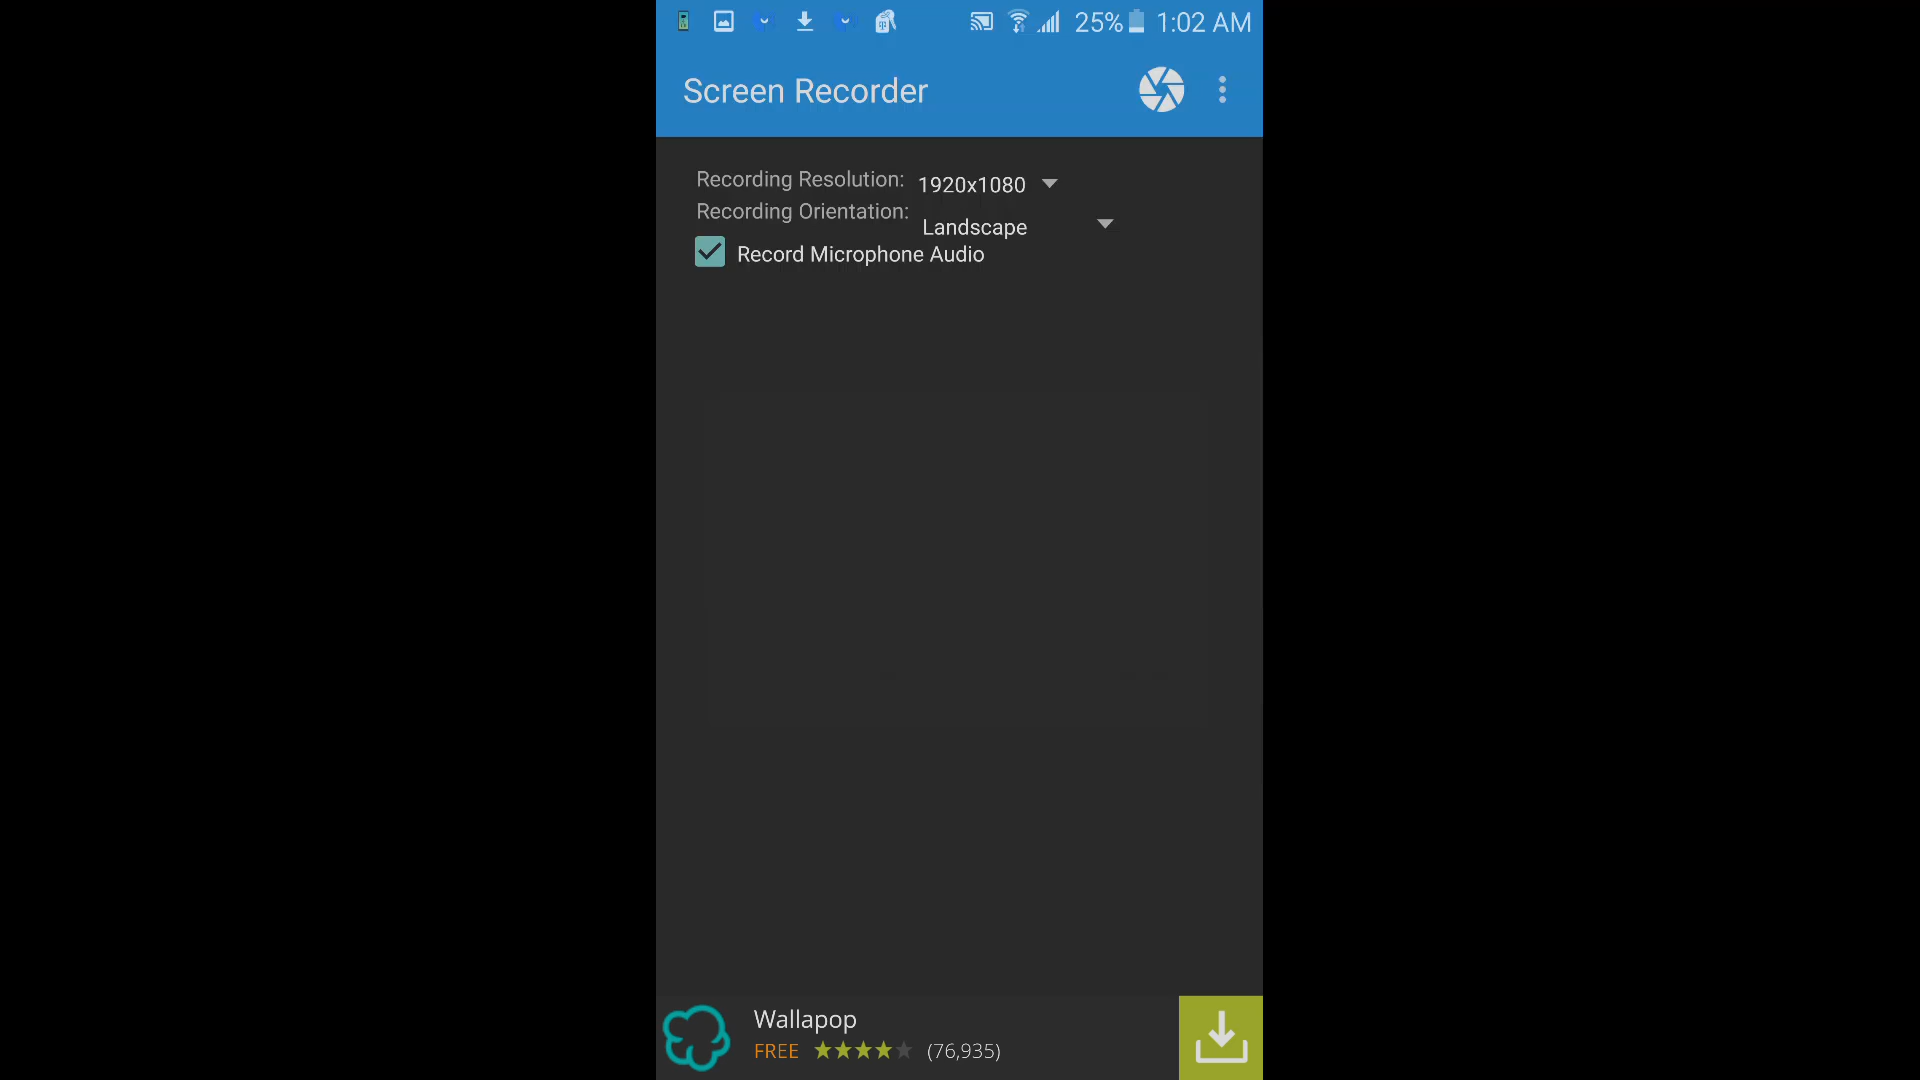 25% 1:02 AM
Screen Recorder
Recording Resolution: 1920x1080
Recording Orientation: Landscape
Record Microphone Audio
Wallapop
FREE (76,935)